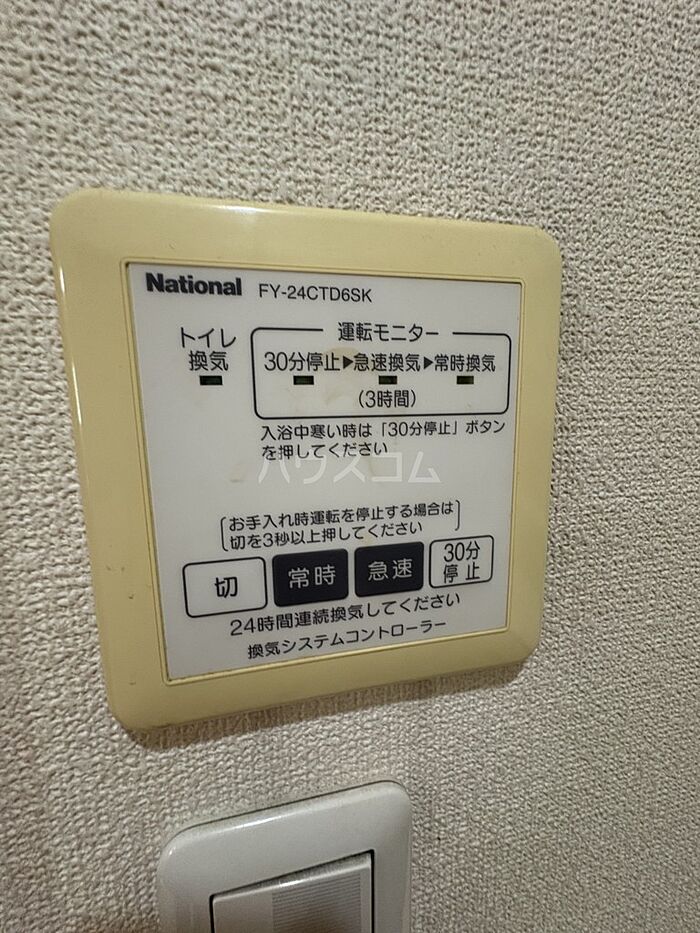 National FY-24CTD6SK
トイレ
換気
運転モニター
30分停止▶急速換気▶常時換気
(3時間)
入浴中寒い時は「30分停止」ボタン
を押してください
ハウスコム
お手入れ時運転を停止する場合は
切を3秒以上押してください
切 常時 急速 30分
停止
24時間連続換気してください
換気システムコントローラー